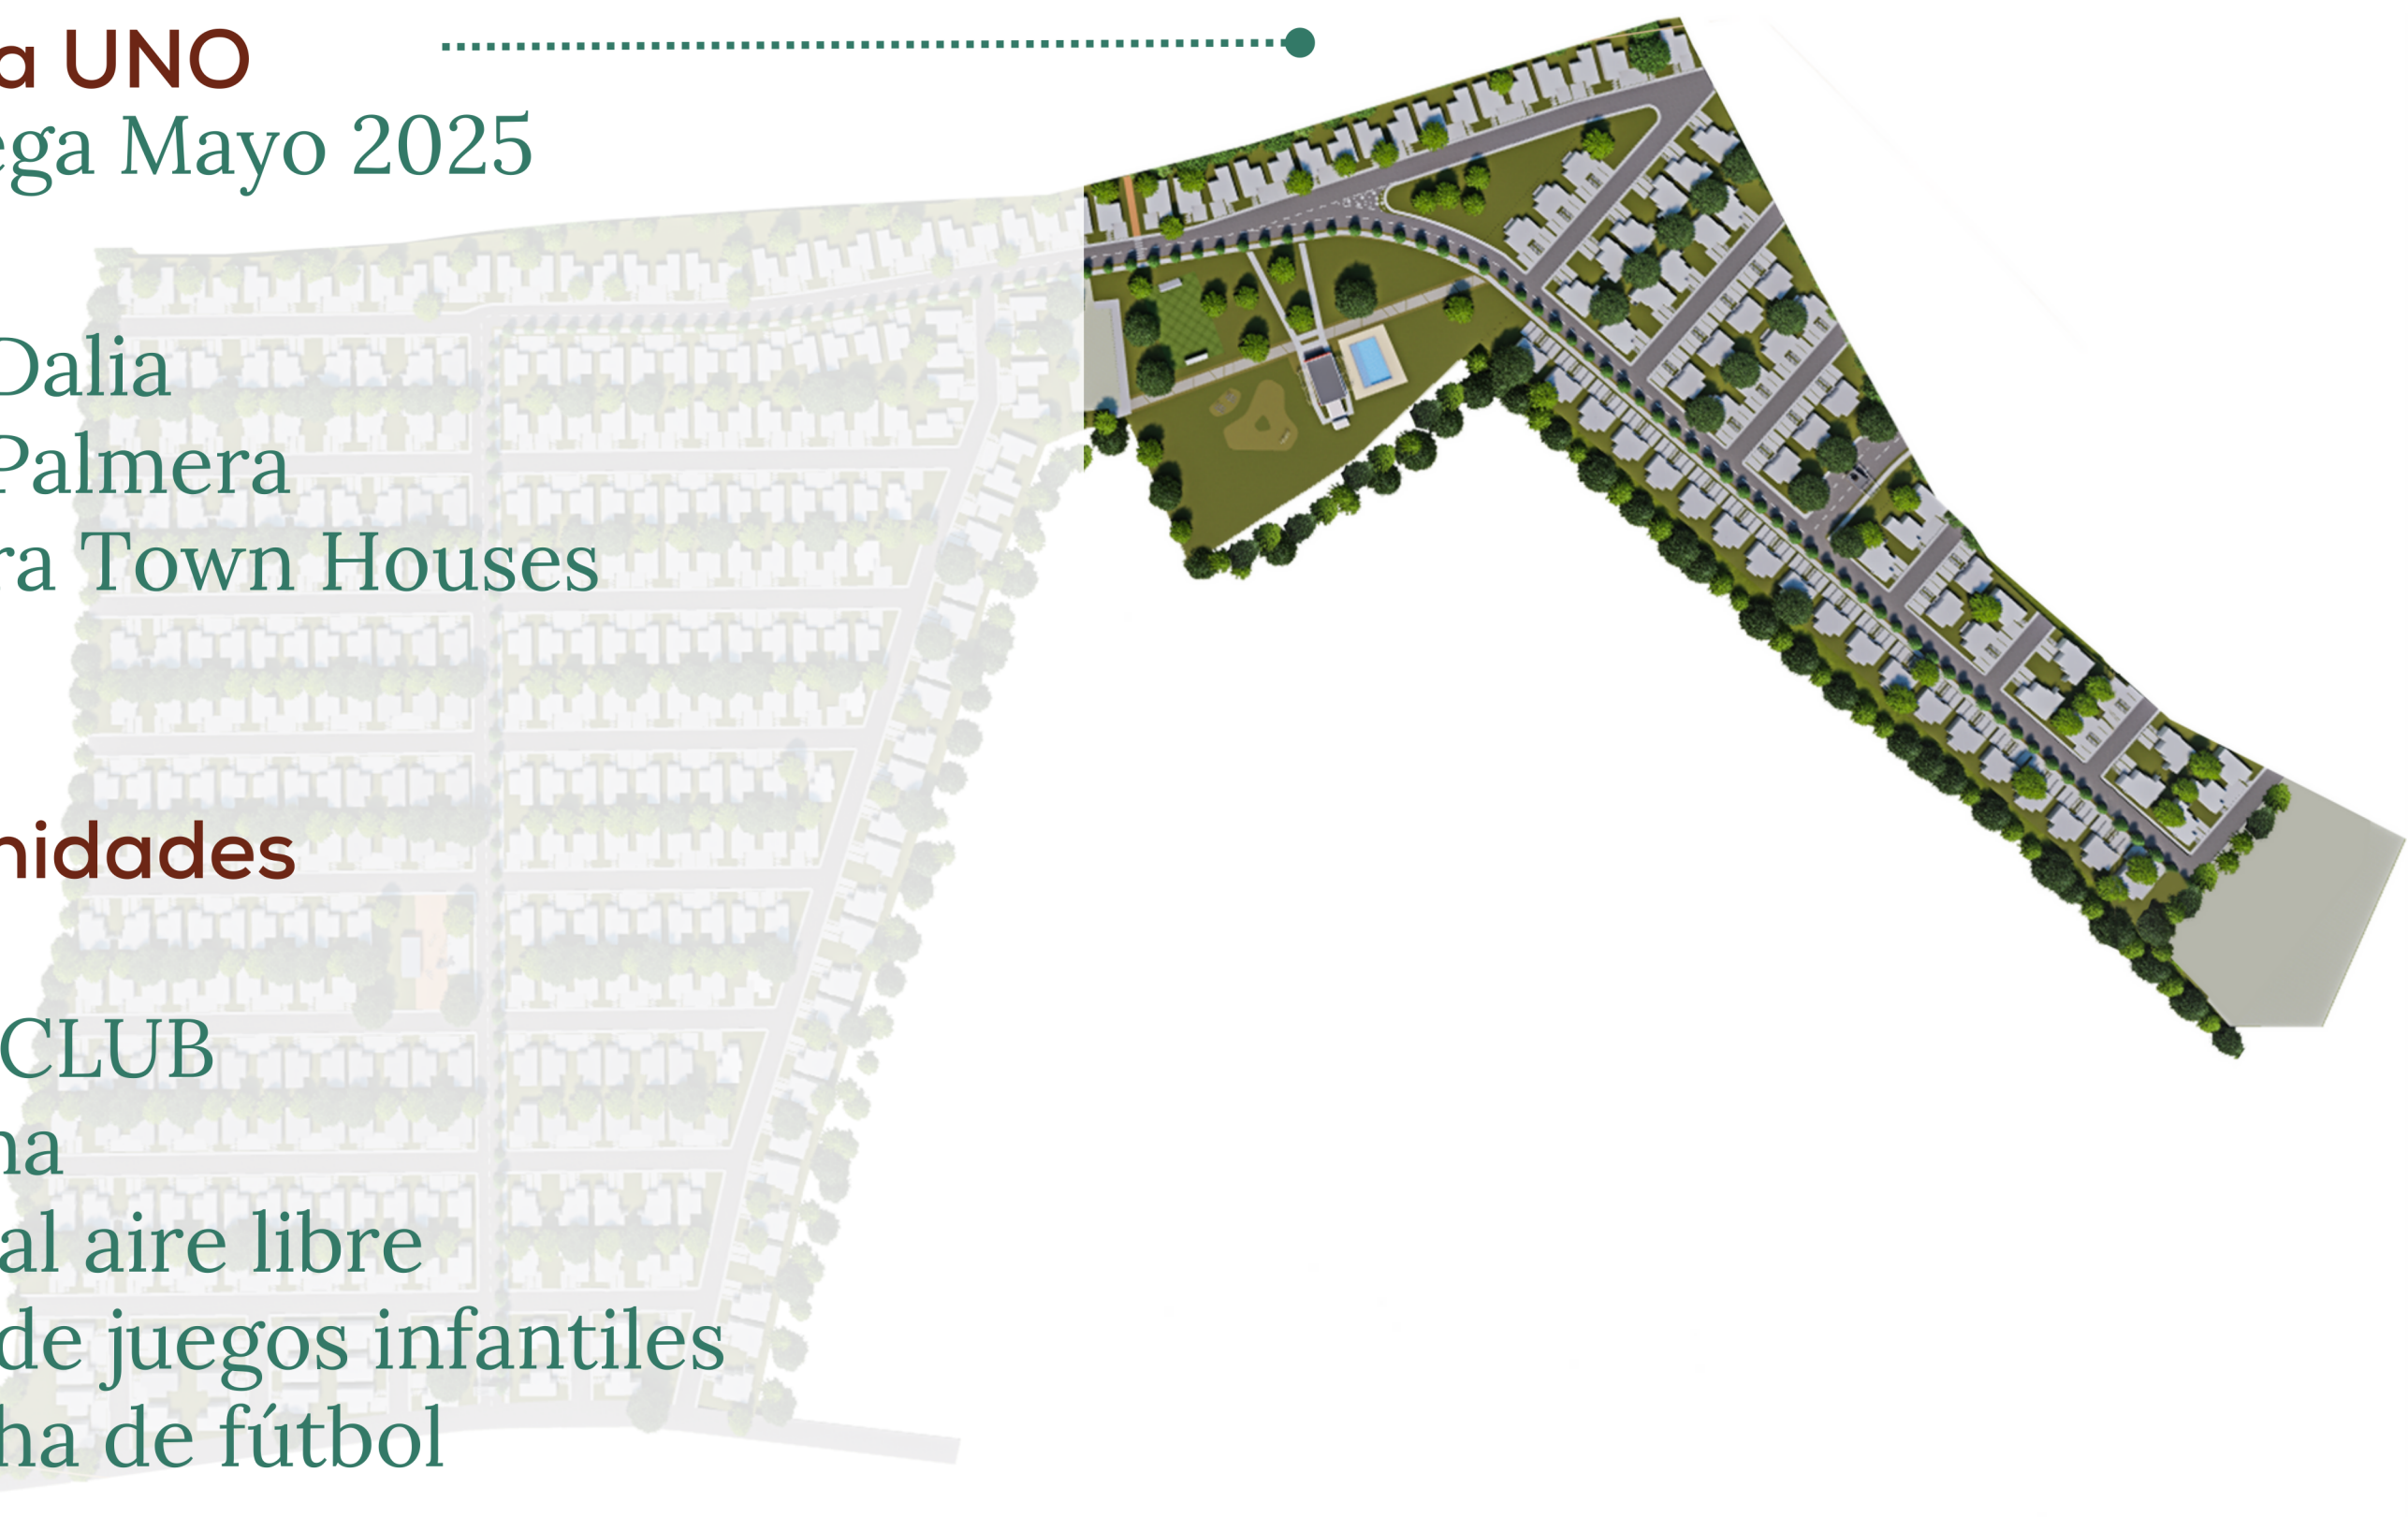 a UNO
ega Mayo 2025
Dalia
Palmera
ra Town Houses
nidades
CLUB
na
al aire libre
de juegos infantiles
ha de fútbol